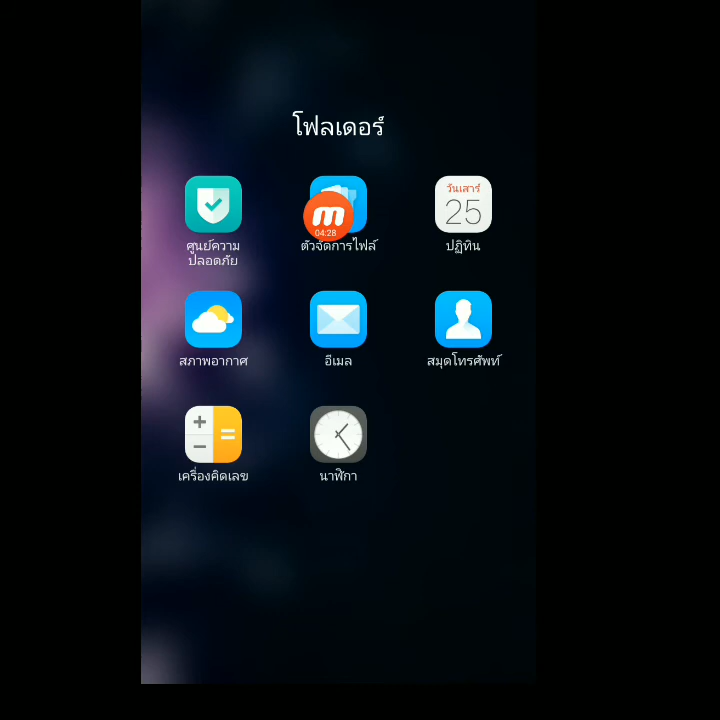 โฟลเดอร์
วันเสาร์
25
m
04:28
ศูนย์ความ
ปลอดภัย
ตัวจัดการไฟล์
ปฏิทิน
สภาพอากาศ
อีเมล
สมุดโทรศัพท์
เครื่องคิดเลข
นาฬิกา